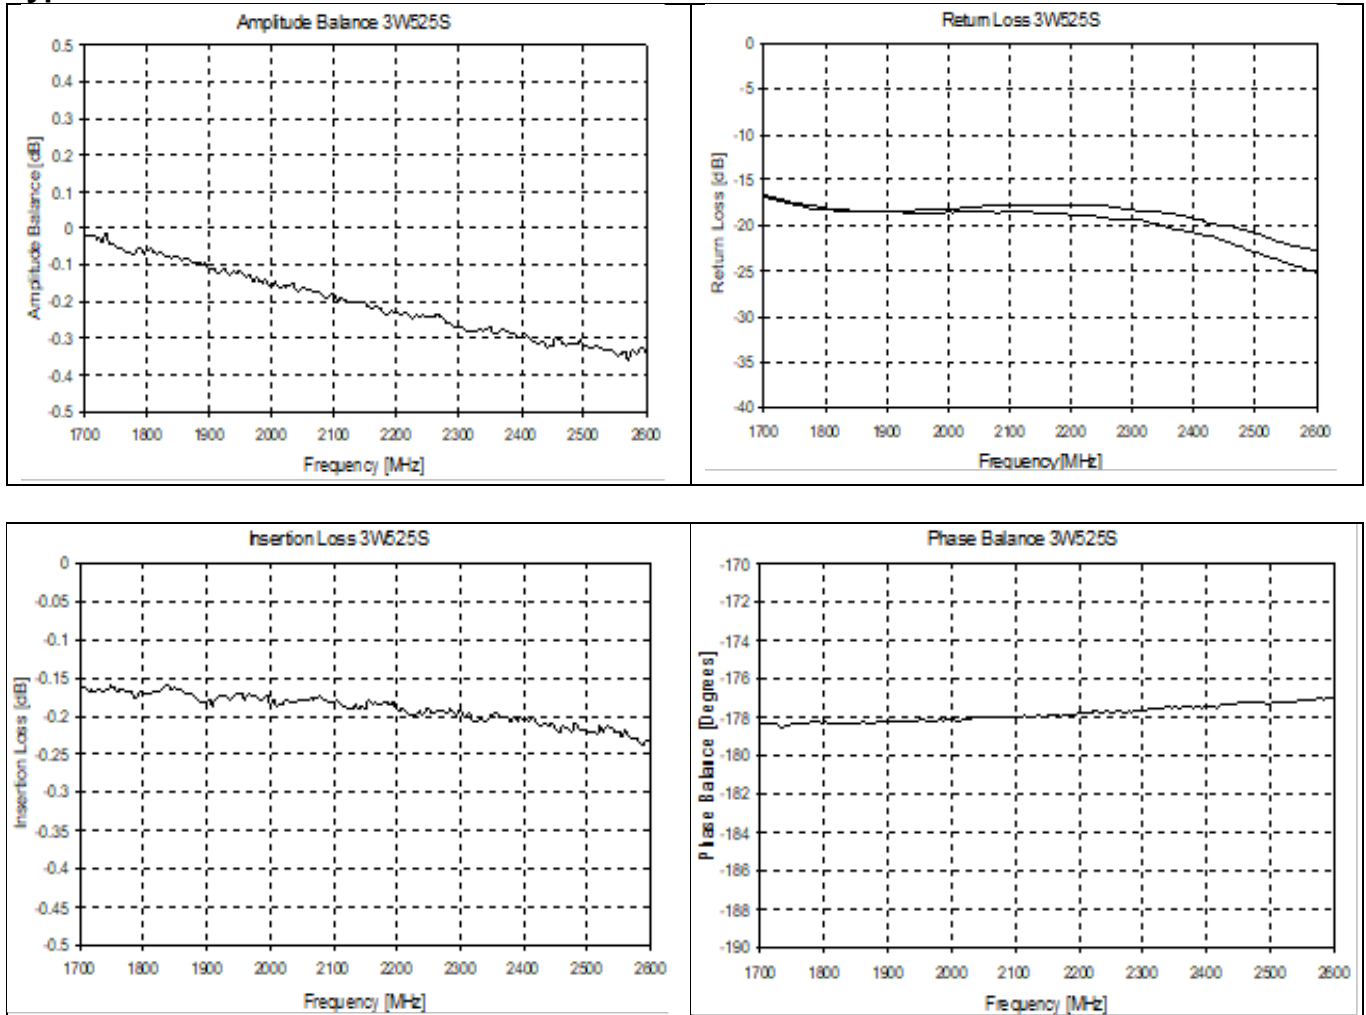 Amplitude Balance 3W525S
0.5
0.4
0.3
0.2
0.1
0
-0.1
-0.2
-0.3
-0.4
-0.5
Amplitude Balance [dB]
1700 1800 1900 2000 2100 2200 2300 2400 2500 2600
Frequency [MHz]
Return Loss 3W525S
0
-5
-10
-15
-20
-25
-30
-35
-40
Return Loss [dB]
1700 1800 1900 2000 2100 2200 2300 2400 2500 2600
Frequency[MHz]
Insertion Loss 3W525S
0
-0.05
-0.1
-0.15
-0.2
-0.25
-0.3
-0.35
-0.4
-0.45
-0.5
Insertion Loss [dB]
1700 1800 1900 2000 2100 2200 2300 2400 2500 2600
Frequency [MHz]
Phase Balance 3W525S
-170
-172
-174
-176
-178
-180
-182
-184
-186
-188
-190
Phase Balance [Degrees]
1700 1800 1900 2000 2100 2200 2300 2400 2500 2600
Frequency [MHz]